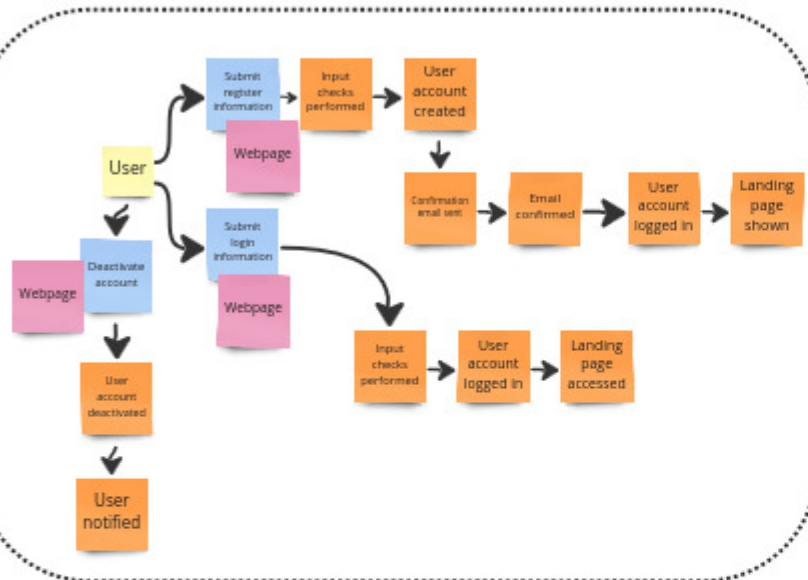 Submit
register
information
Input
checks
performed
User
account
created
Webpage
User
Confirmation
email sent
Email
confirmed
User
account
logged in
Landing
page
shown
Submit
login
information
Deactivate
account
Webpage
Webpage
Input
checks
performed
User
account
logged in
Landing
page
accessed
User
account
deactivated
User
notified